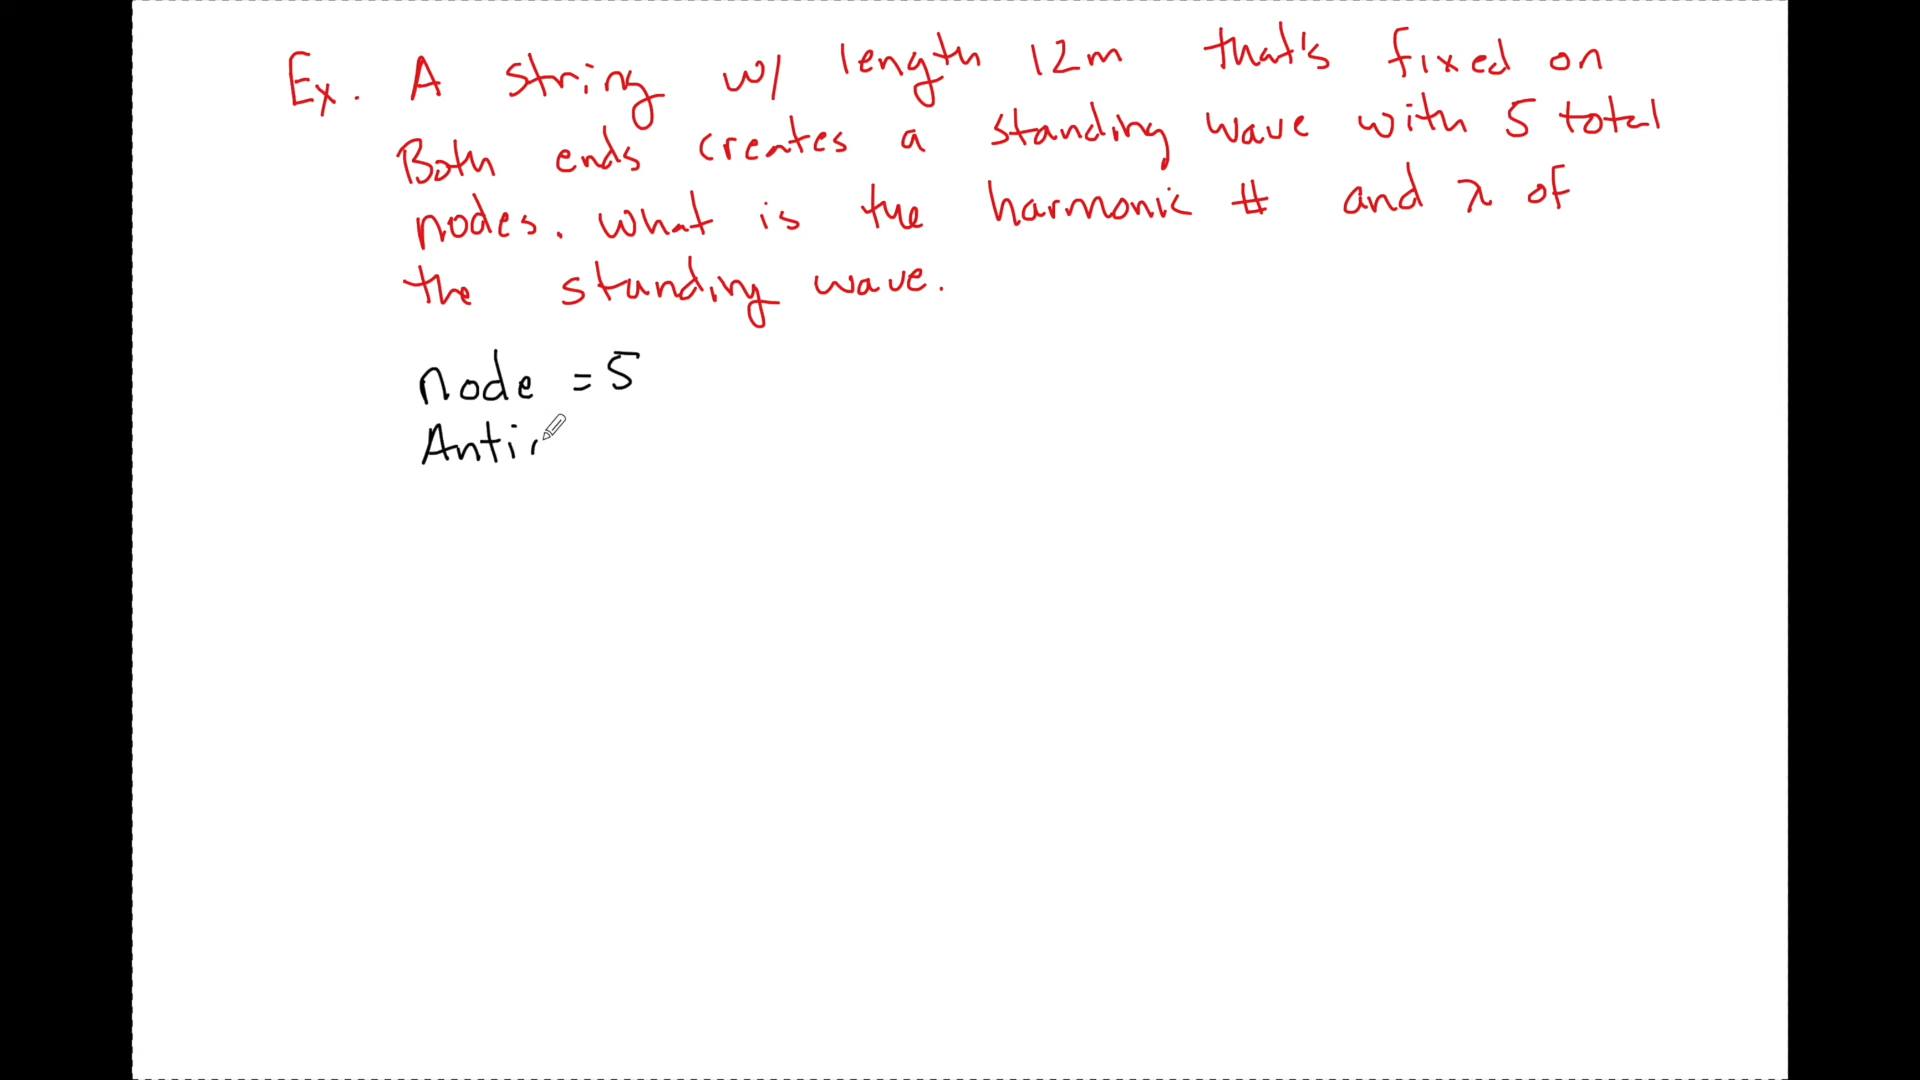 Ex. A string w/ length 12m that's fixed on
Both ends creates a standing wave with 5 total
nodes. What is the harmonic # and λ of
the standing wave.
node = 5
Anti